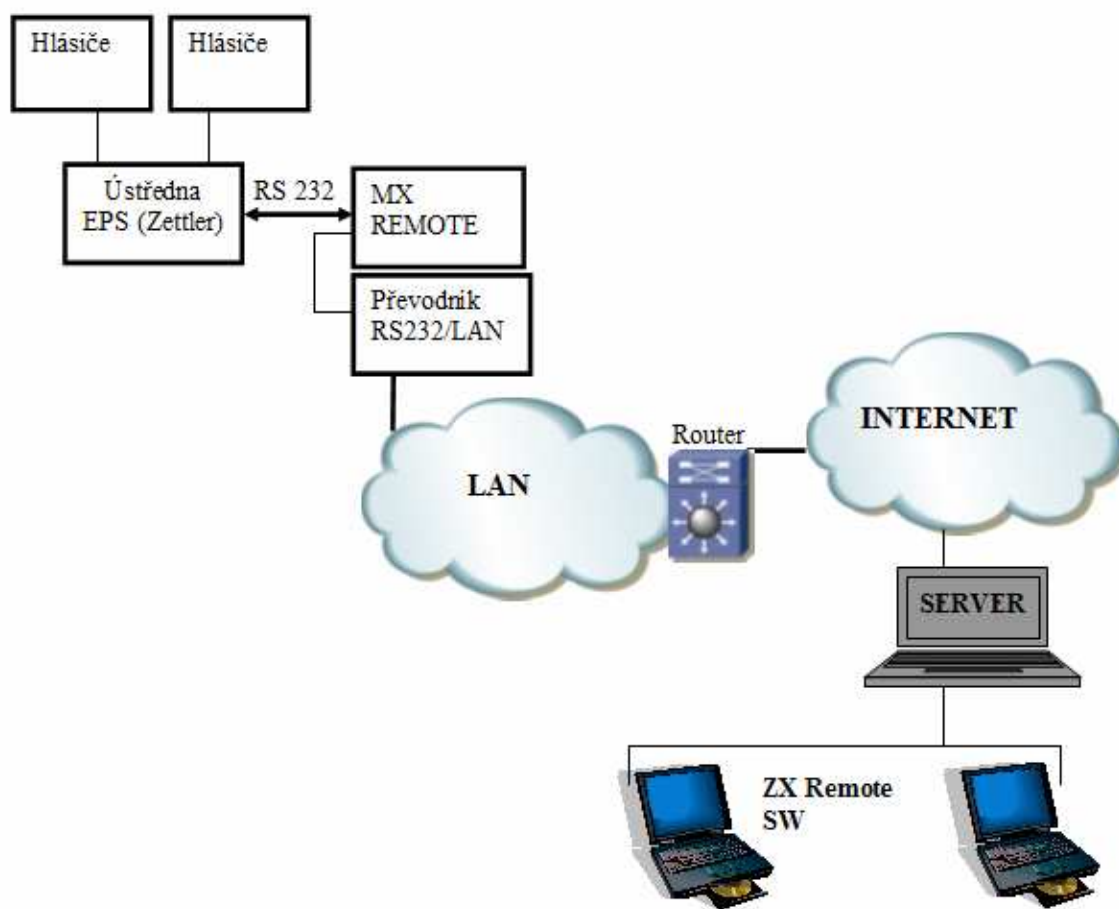 Hlásiče
Hlásiče
Ústředna
EPS (Zettler)
RS 232
MX
REMOTE
Převodník
RS232/LAN
LAN
Router
INTERNET
SERVER
ZX Remote
SW